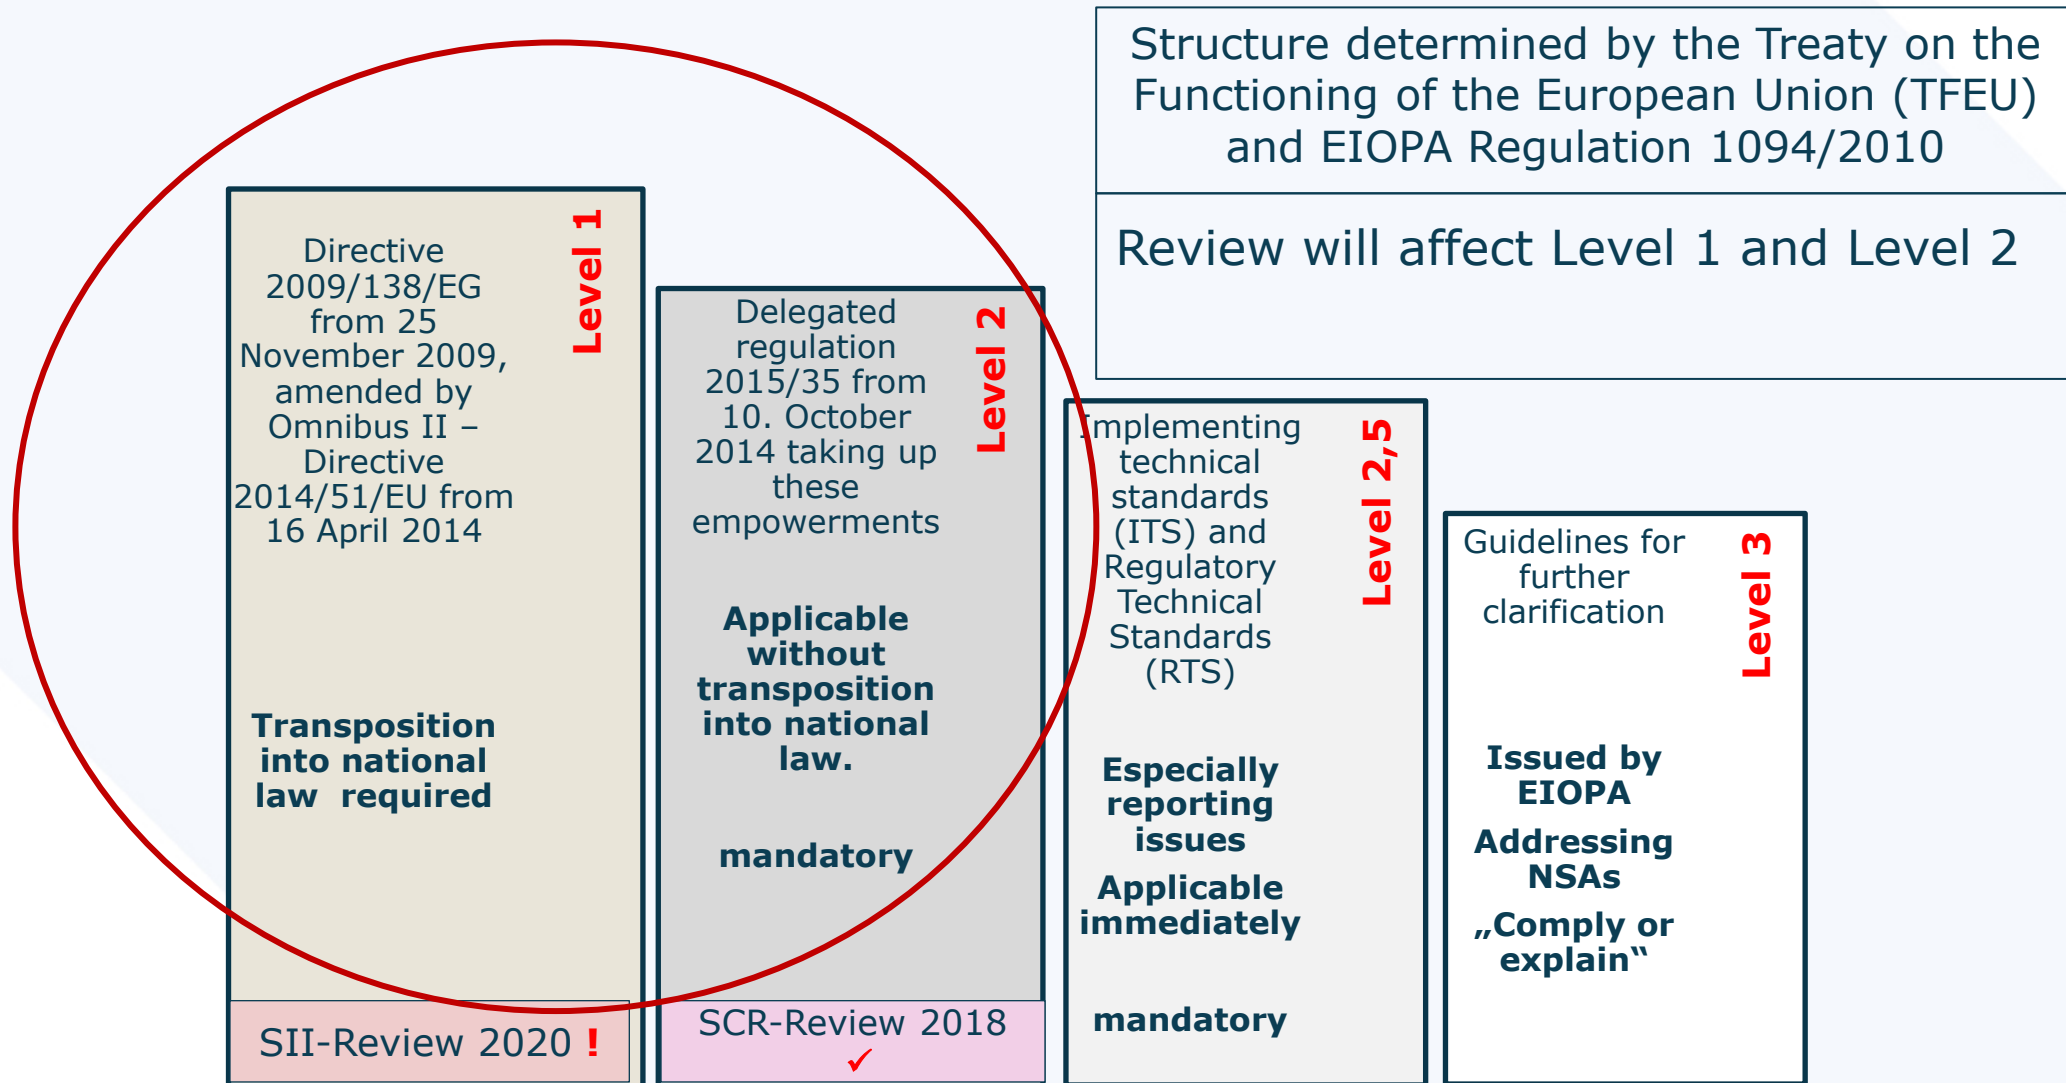 Structure determined by the Treaty on the
Functioning of the European Union (TFEU)
and EIOPA Regulation 1094/2010
Review will affect Level 1 and Level 2
Level 1
Directive
2009/138/EG
from 25
November 2009,
amended by
Omnibus II –
Directive
2014/51/EU from
16 April 2014
Transposition
into national
law  required
SII-Review 2020 !
Level 2
Delegated
regulation
2015/35 from
10. October
2014 taking up
these
empowerments
Applicable
without
transposition
into national
law.
mandatory
SCR-Review 2018
✓
Level 2,5
Implementing
technical
standards
(ITS) and
Regulatory
Technical
Standards
(RTS)
Especially
reporting
issues
Applicable
immediately
mandatory
Level 3
Guidelines for
further
clarification
Issued by
EIOPA
Addressing
NSAs
„Comply or
explain“